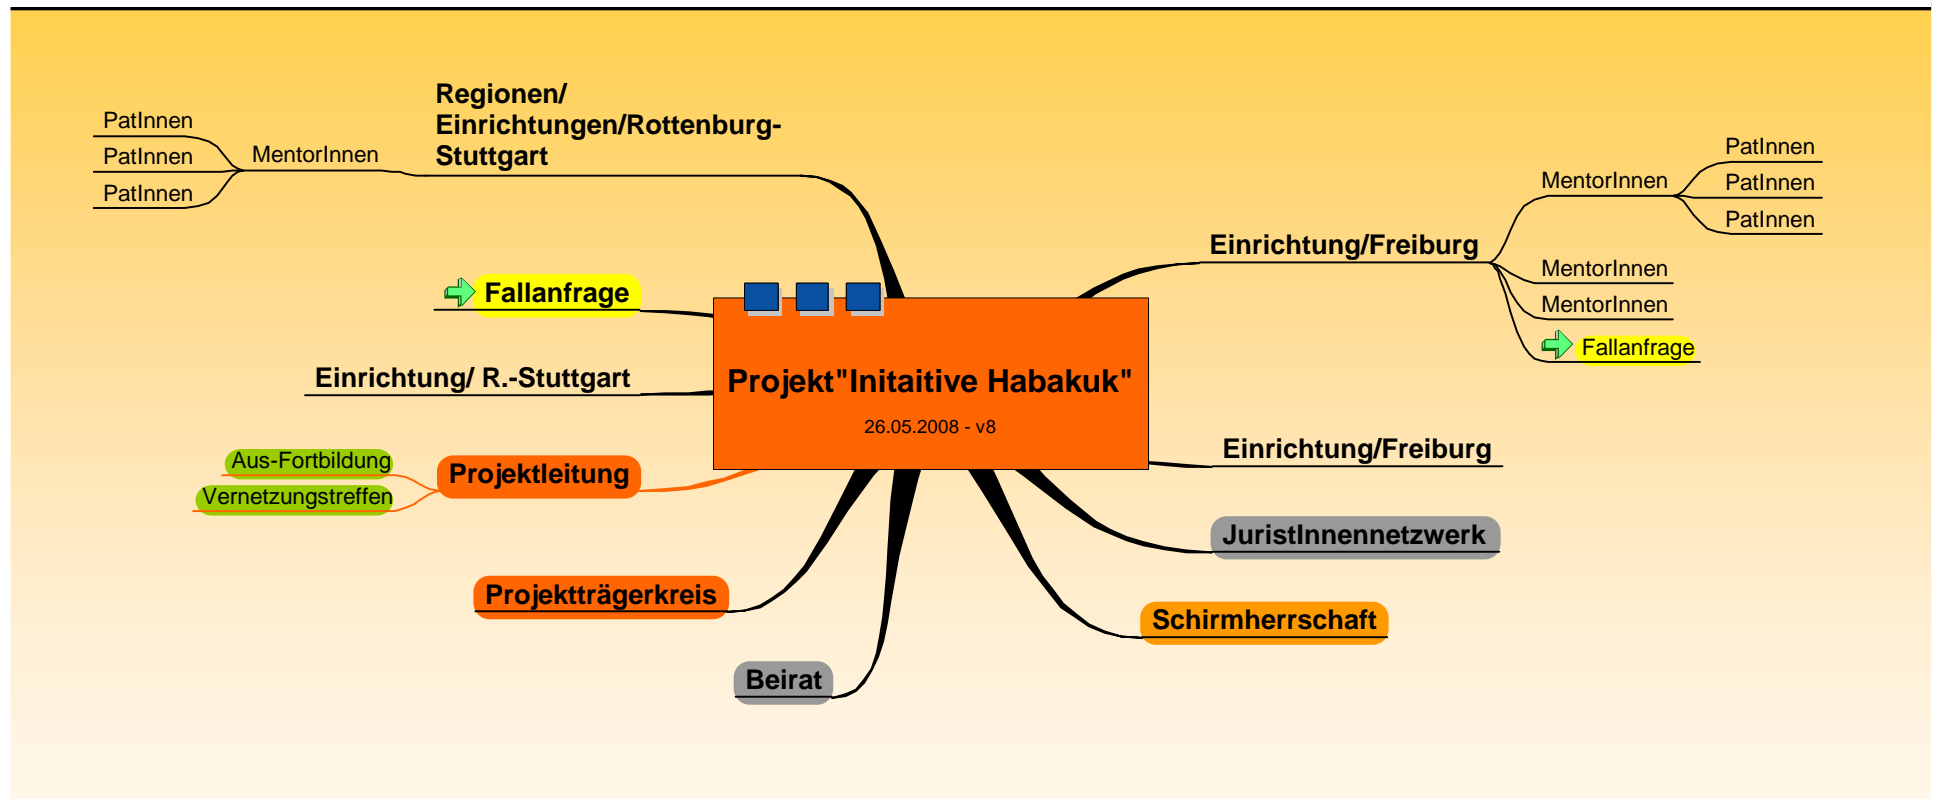 Regionen/
Einrichtungen/Rottenburg-
Stuttgart
MentorInnen
PatInnen
PatInnen
PatInnen
Fallanfrage
Einrichtung/ R.-Stuttgart
Projektleitung
Aus-Fortbildung
Vernetzungstreffen
Projektträgerkreis
Beirat
Projekt"Initaitive Habakuk"
26.05.2008 - v8
Einrichtung/Freiburg
MentorInnen
PatInnen
PatInnen
PatInnen
MentorInnen
MentorInnen
Fallanfrage
Einrichtung/Freiburg
JuristInnennetzwerk
Schirmherrschaft